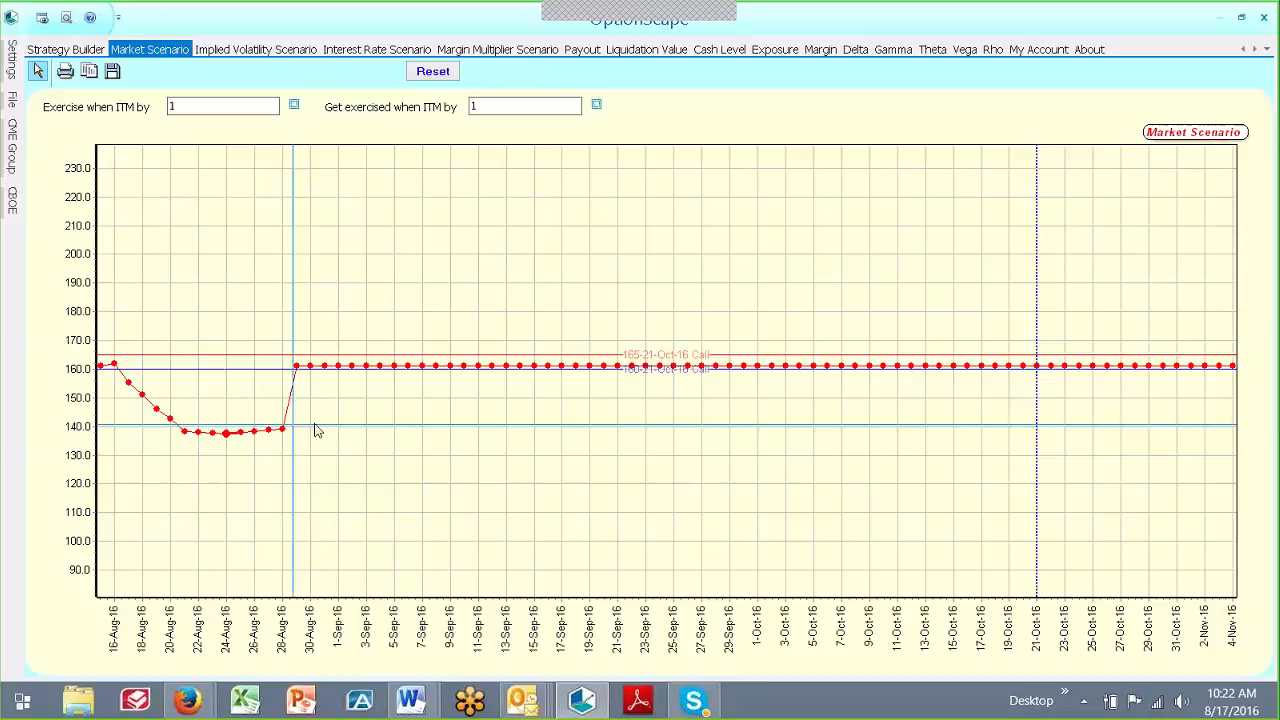 OptionScape
Strategy Builder Market Scenario Implied Volatility Scenario Interest Rate Scenario Margin Multiplier Scenario Payout Liquidation Value Cash Level Exposure Margin Delta Gamma Theta Vega Rho My Account About
Settings
File
CME Group
CBOE
Reset
Exercise when ITM by 1 Get exercised when ITM by 1
Market Scenario
230.0
220.0
210.0
200.0
190.0
180.0
170.0
160.0
150.0
140.0
130.0
120.0
110.0
100.0
90.0
165-21-Oct-16 Call
160-21-Oct-16 Call
16-Aug-16
18-Aug-16
20-Aug-16
22-Aug-16
24-Aug-16
26-Aug-16
28-Aug-16
30-Aug-16
1-Sep-16
3-Sep-16
5-Sep-16
7-Sep-16
9-Sep-16
11-Sep-16
13-Sep-16
15-Sep-16
17-Sep-16
19-Sep-16
21-Sep-16
23-Sep-16
25-Sep-16
27-Sep-16
29-Sep-16
1-Oct-16
3-Oct-16
5-Oct-16
7-Oct-16
9-Oct-16
11-Oct-16
13-Oct-16
15-Oct-16
17-Oct-16
19-Oct-16
21-Oct-16
23-Oct-16
25-Oct-16
27-Oct-16
29-Oct-16
31-Oct-16
2-Nov-16
4-Nov-16
Desktop
10:22 AM
8/17/2016